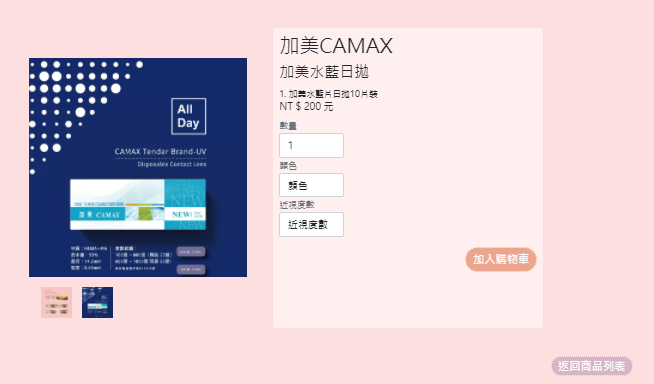 加美CAMAX
加美水藍日拋
1. 加美水藍片日拋10片裝
NT $ 200 元
數量
1
顏色
顏色
近視度數
近視度數
加入購物車
返回商品列表
All
Day
CAMAX Tender Brand-UV
Disposable Contact Lens
加美 CAMAX
NEW!